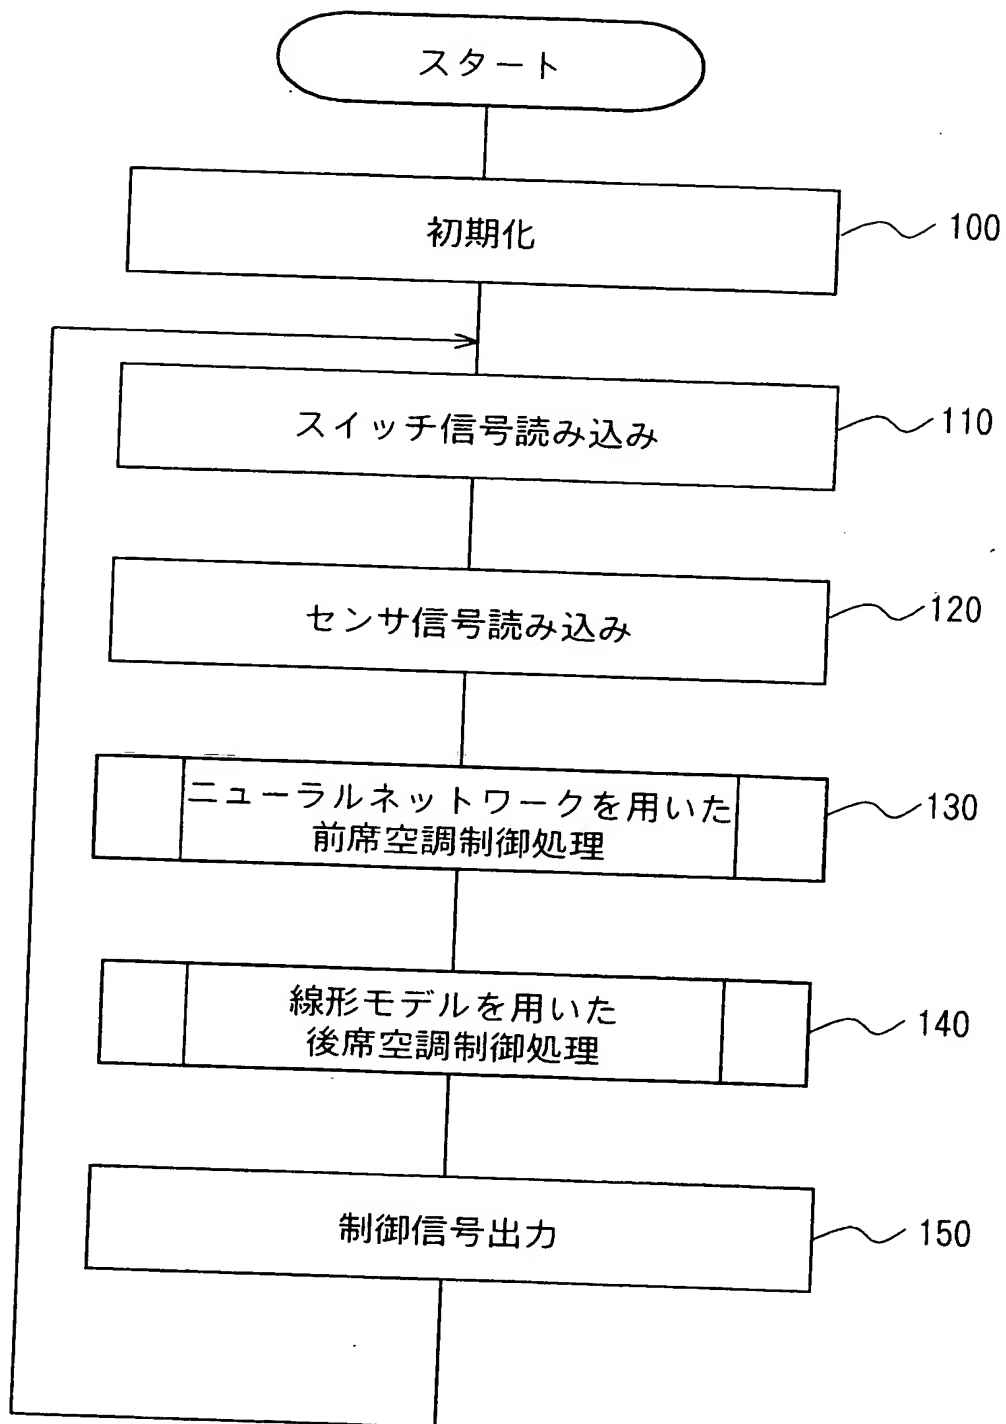 スタート
初期化
100
スイッチ信号読み込み
110
センサ信号読み込み
120
ニューラルネットワークを用いた
前席空調制御処理
130
線形モデルを用いた
後席空調制御処理
140
制御信号出力
150